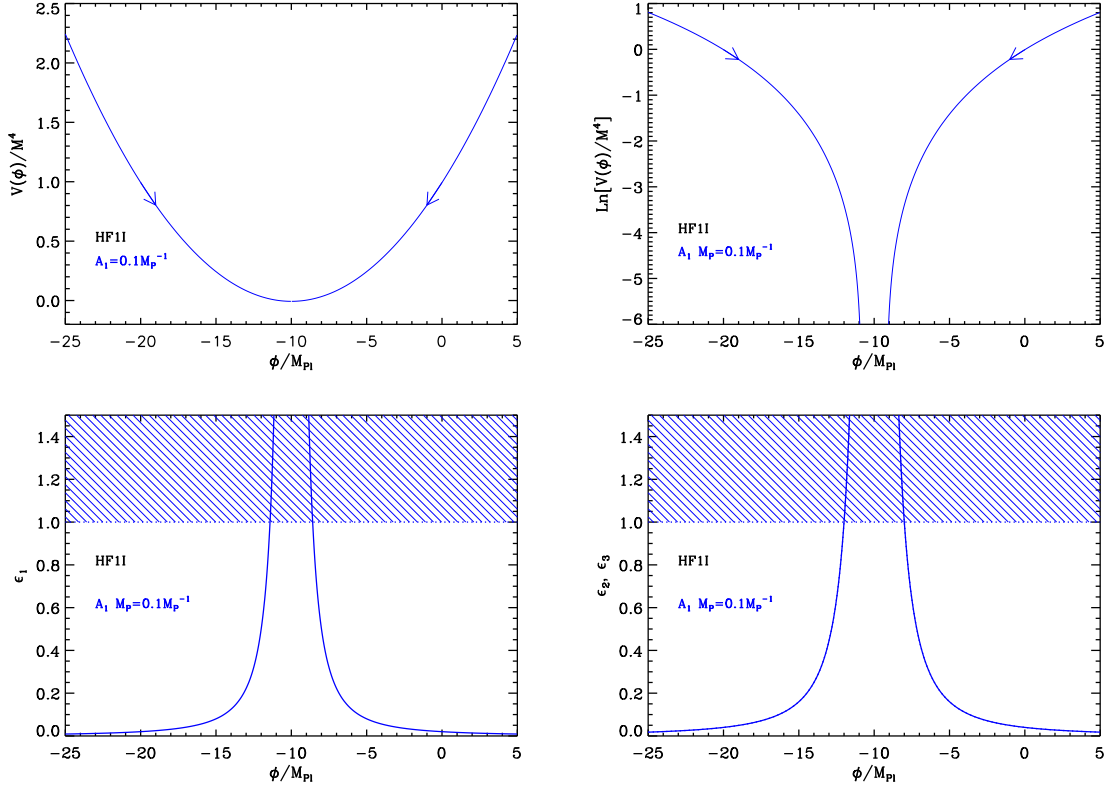 2.5
2.0
1.5
1.0
0.5
0.0
V(ϕ)/M⁴
HF1I
A₁=0.1M_P⁻¹
−25 −20 −15 −10 −5 0 5
ϕ/M_Pl
1
0
−1
−2
−3
−4
−5
−6
Ln[V(ϕ)/M⁴]
HF1I
A₁ M_P=0.1M_P⁻¹
−25 −20 −15 −10 −5 0 5
ϕ/M_Pl
1.4
1.2
1.0
0.8
0.6
0.4
0.2
0.0
ϵ₁
HF1I
A₁ M_P=0.1M_P⁻¹
−25 −20 −15 −10 −5 0 5
ϕ/M_Pl
1.4
1.2
1.0
0.8
0.6
0.4
0.2
0.0
ϵ₂, ϵ₃
HF1I
A₁ M_P=0.1M_P⁻¹
−25 −20 −15 −10 −5 0 5
ϕ/M_Pl